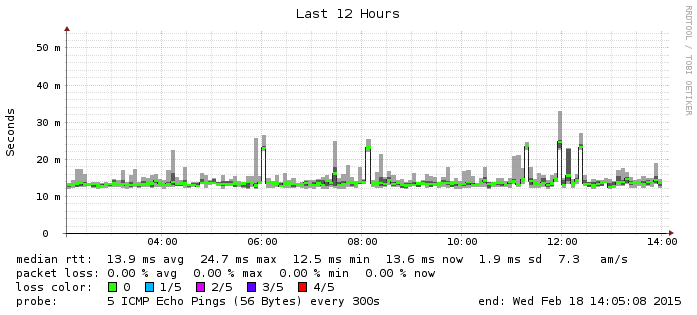 Last 12 Hours
RRDTOOL / TOBI OETIKER
Seconds
50 m
40 m
30 m
20 m
10 m
0
04:00 06:00 08:00 10:00 12:00 14:00
median rtt: 13.9 ms avg 24.7 ms max 12.5 ms min 13.6 ms now 1.9 ms sd 7.3 am/s
packet loss: 0.00 % avg 0.00 % max 0.00 % min 0.00 % now
loss color: 0 1/5 2/5 3/5 4/5
probe: 5 ICMP Echo Pings (56 Bytes) every 300s end: Wed Feb 18 14:05:08 2015